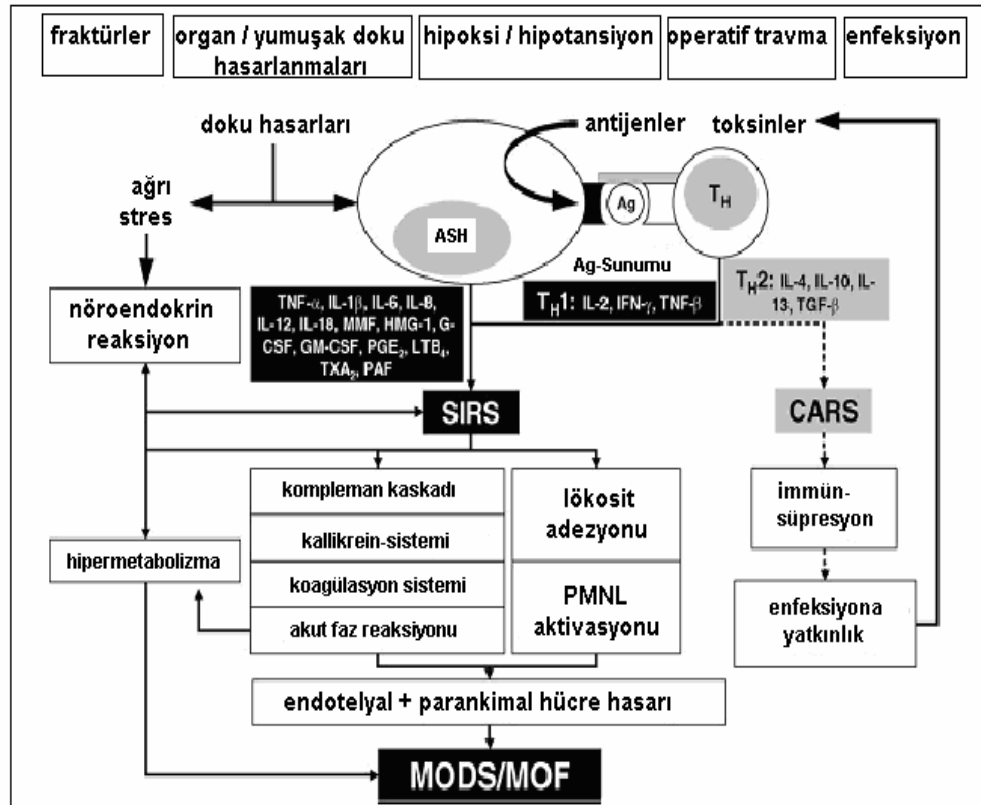 fraktürler
organ / yumuşak doku
hasarlanmaları
hipoksi / hipotansiyon
operatif travma
enfeksiyon
doku hasarları
antijenler
toksinler
ağrı
stres
ASH
Ag
T_H
Ag-Sunumu
nöroendokrin
reaksiyon
TNF-α, IL-1β, IL-6, IL-8,
IL-12, IL-18, MMF, HMG-1, G-
CSF, GM-CSF, PGE₂, LTB₄,
TXA₂, PAF
T_H1: IL-2, IFN-γ, TNF-β
T_H2: IL-4, IL-10, IL-
13, TGF-β
SIRS
CARS
kompleman kaskadı
kallikrein-sistemi
koagülasyon sistemi
akut faz reaksiyonu
lökosit
adezyonu
PMNL
aktivasyonu
immün-
süpresyon
hipermetabolizma
enfeksiyona
yatkınlık
endotelyal + parankimal hücre hasarı
MODS/MOF